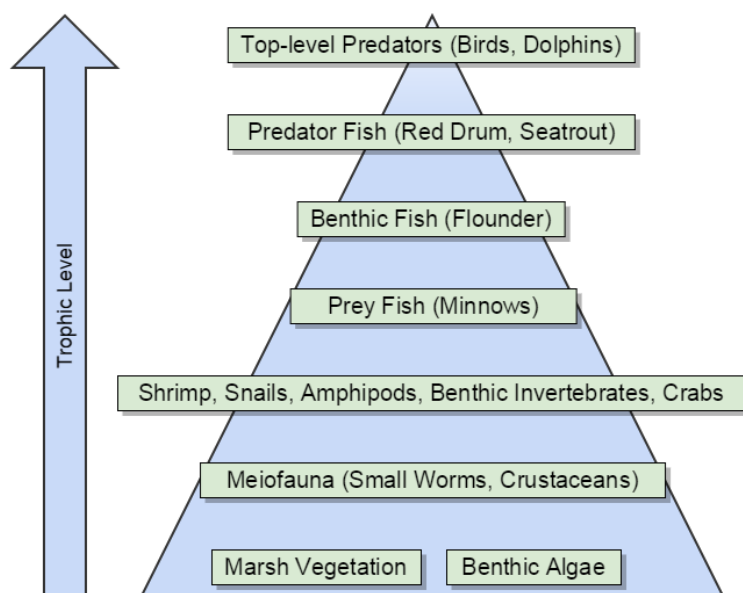 Top-level Predators (Birds, Dolphins)
Predator Fish (Red Drum, Seatrout)
Benthic Fish (Flounder)
Prey Fish (Minnows)
Shrimp, Snails, Amphipods, Benthic Invertebrates, Crabs
Meiofauna (Small Worms, Crustaceans)
Marsh Vegetation
Benthic Algae
Trophic Level